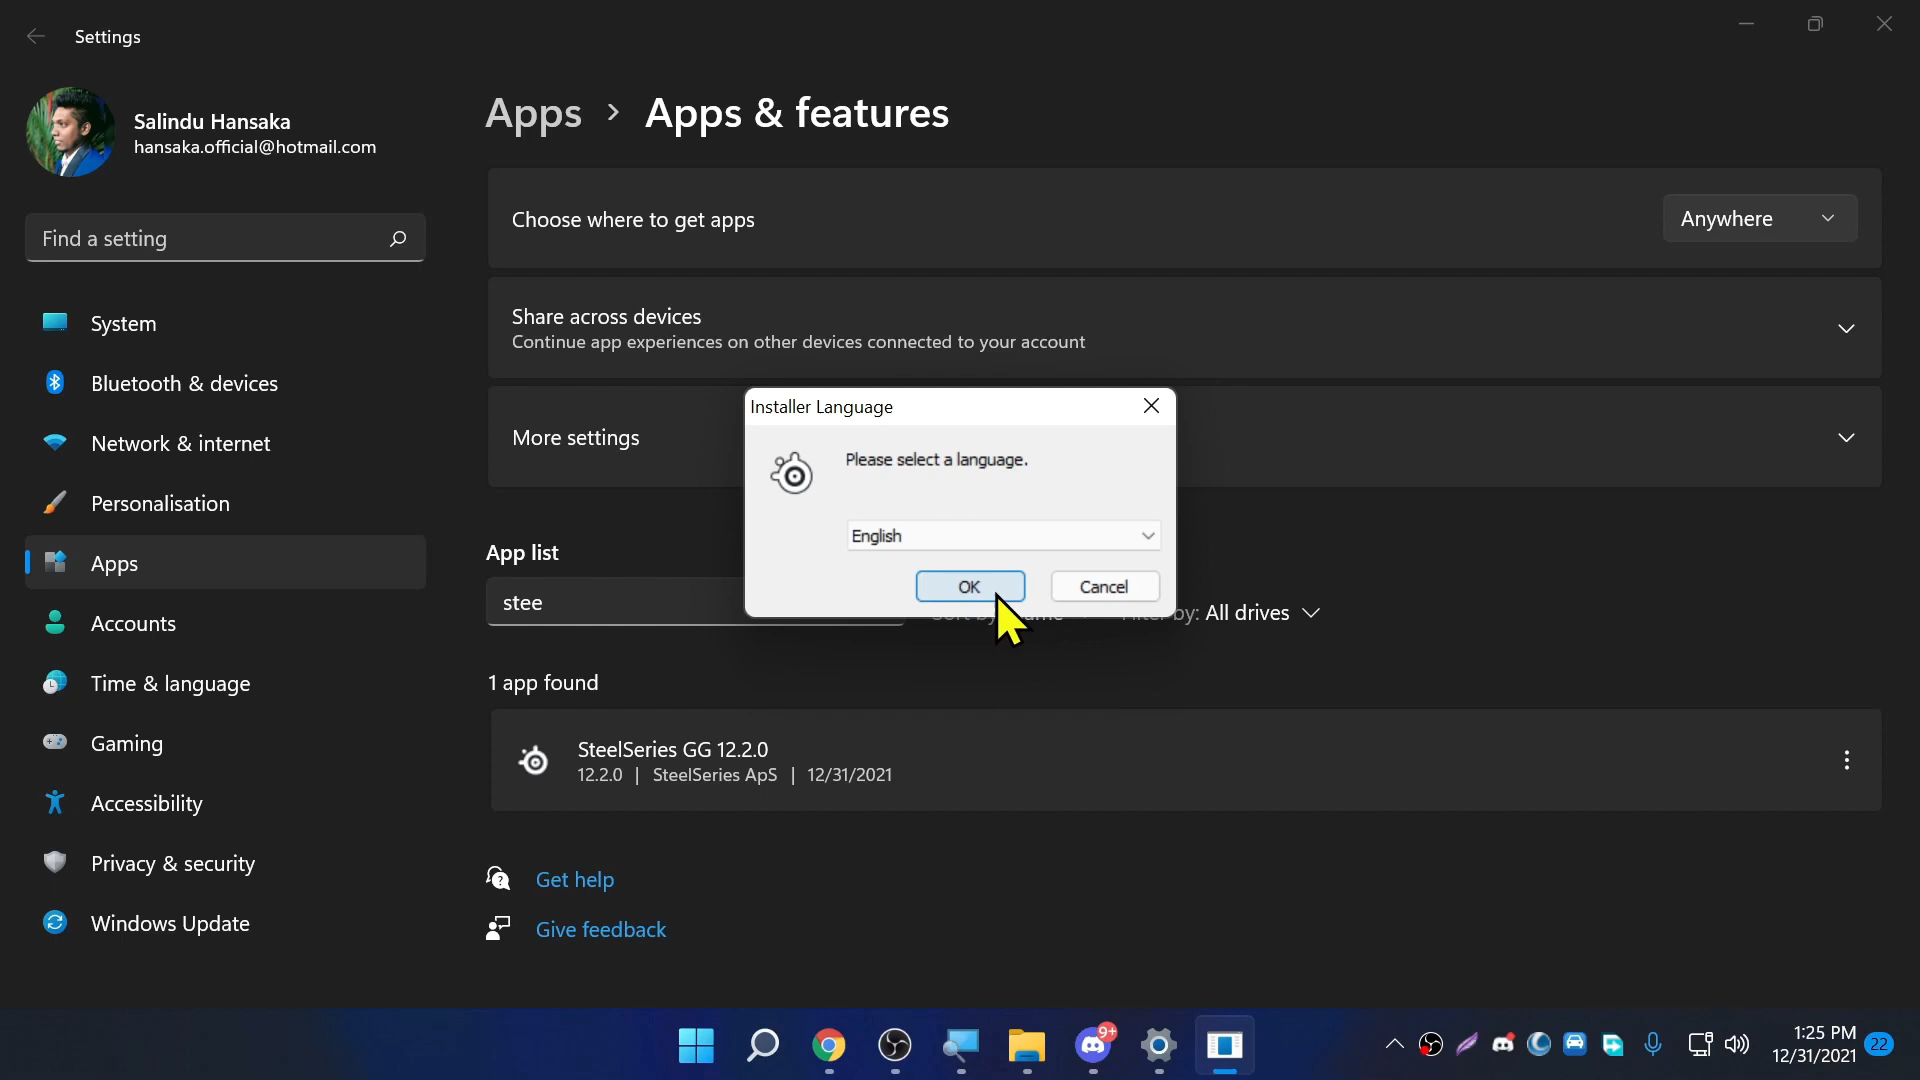 Settings
Salindu Hansaka
hansaka.official@hotmail.com
Find a setting
System
Bluetooth & devices
Network & internet
Personalisation
Apps
Accounts
Time & language
Gaming
Accessibility
Privacy & security
Windows Update
Apps > Apps & features
Choose where to get apps
Anywhere
Share across devices
Continue app experiences on other devices connected to your account
More settings
Installer Language
Please select a language.
English
OK
Cancel
App list
stee
by: All drives
1 app found
SteelSeries GG 12.2.0
12.2.0 | SteelSeries ApS | 12/31/2021
Get help
Give feedback
9+
1:25 PM
12/31/2021
22